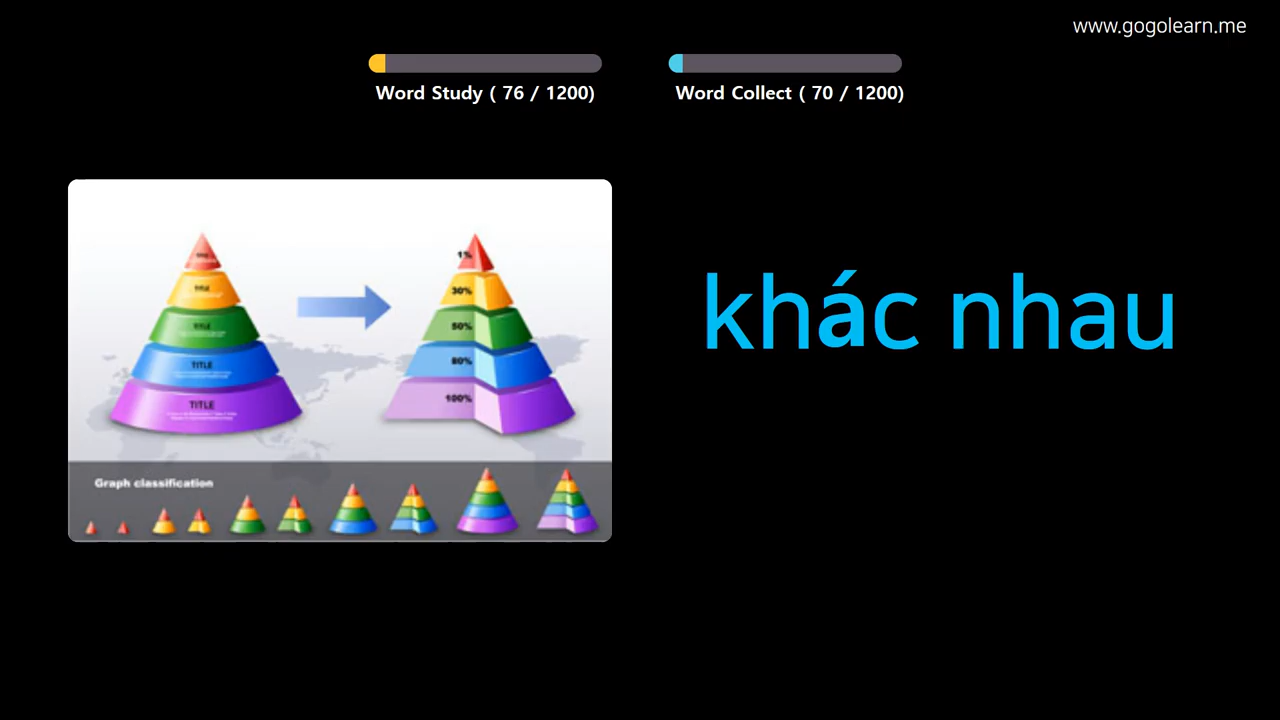 www.gogolearn.me
Word Study ( 76 / 1200)
Word Collect ( 70 / 1200)
khác nhau
TITLE
TITLE
TITLE
TITLE
1%
30%
50%
80%
100%
Graph classification